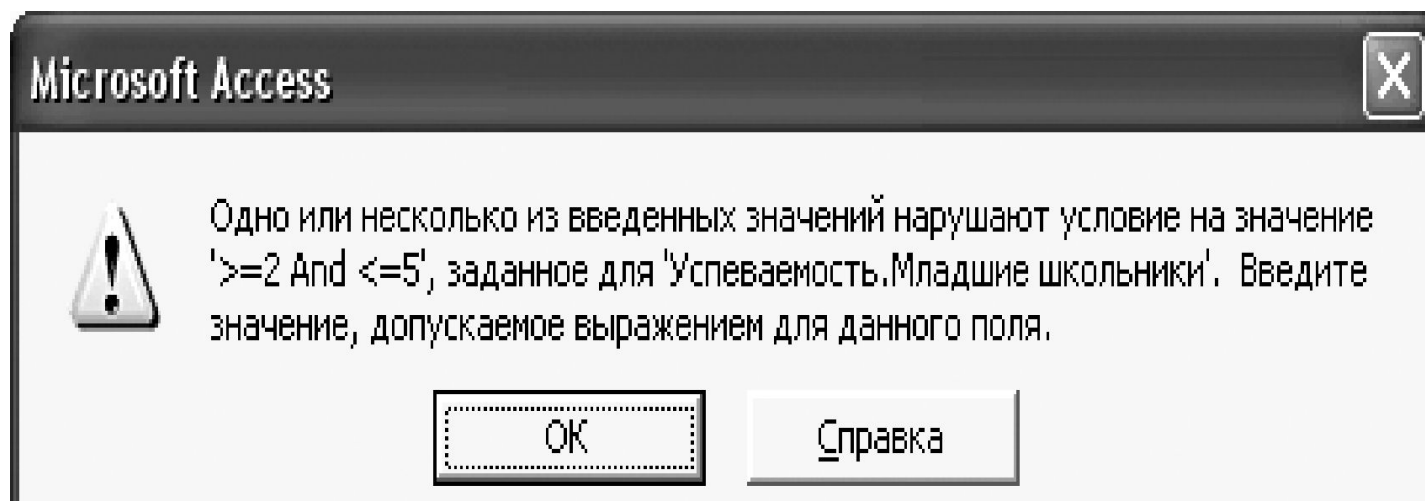 Microsoft Access
Одно или несколько из введенных значений нарушают условие на значение
'>=2 And <=5', заданное для 'Успеваемость.Младшие школьники'.  Введите
значение, допускаемое выражением для данного поля.
OK
Справка